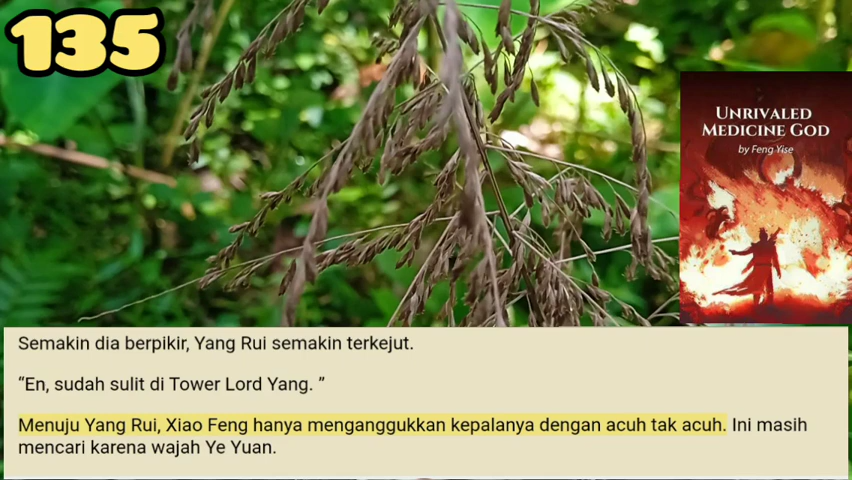 135
UNRIVALED
MEDICINE GOD
by Feng Yise
Semakin dia berpikir, Yang Rui semakin terkejut.
“En, sudah sulit di Tower Lord Yang. ”
Menuju Yang Rui, Xiao Feng hanya menganggukkan kepalanya dengan acuh tak acuh. Ini masih
mencari karena wajah Ye Yuan.